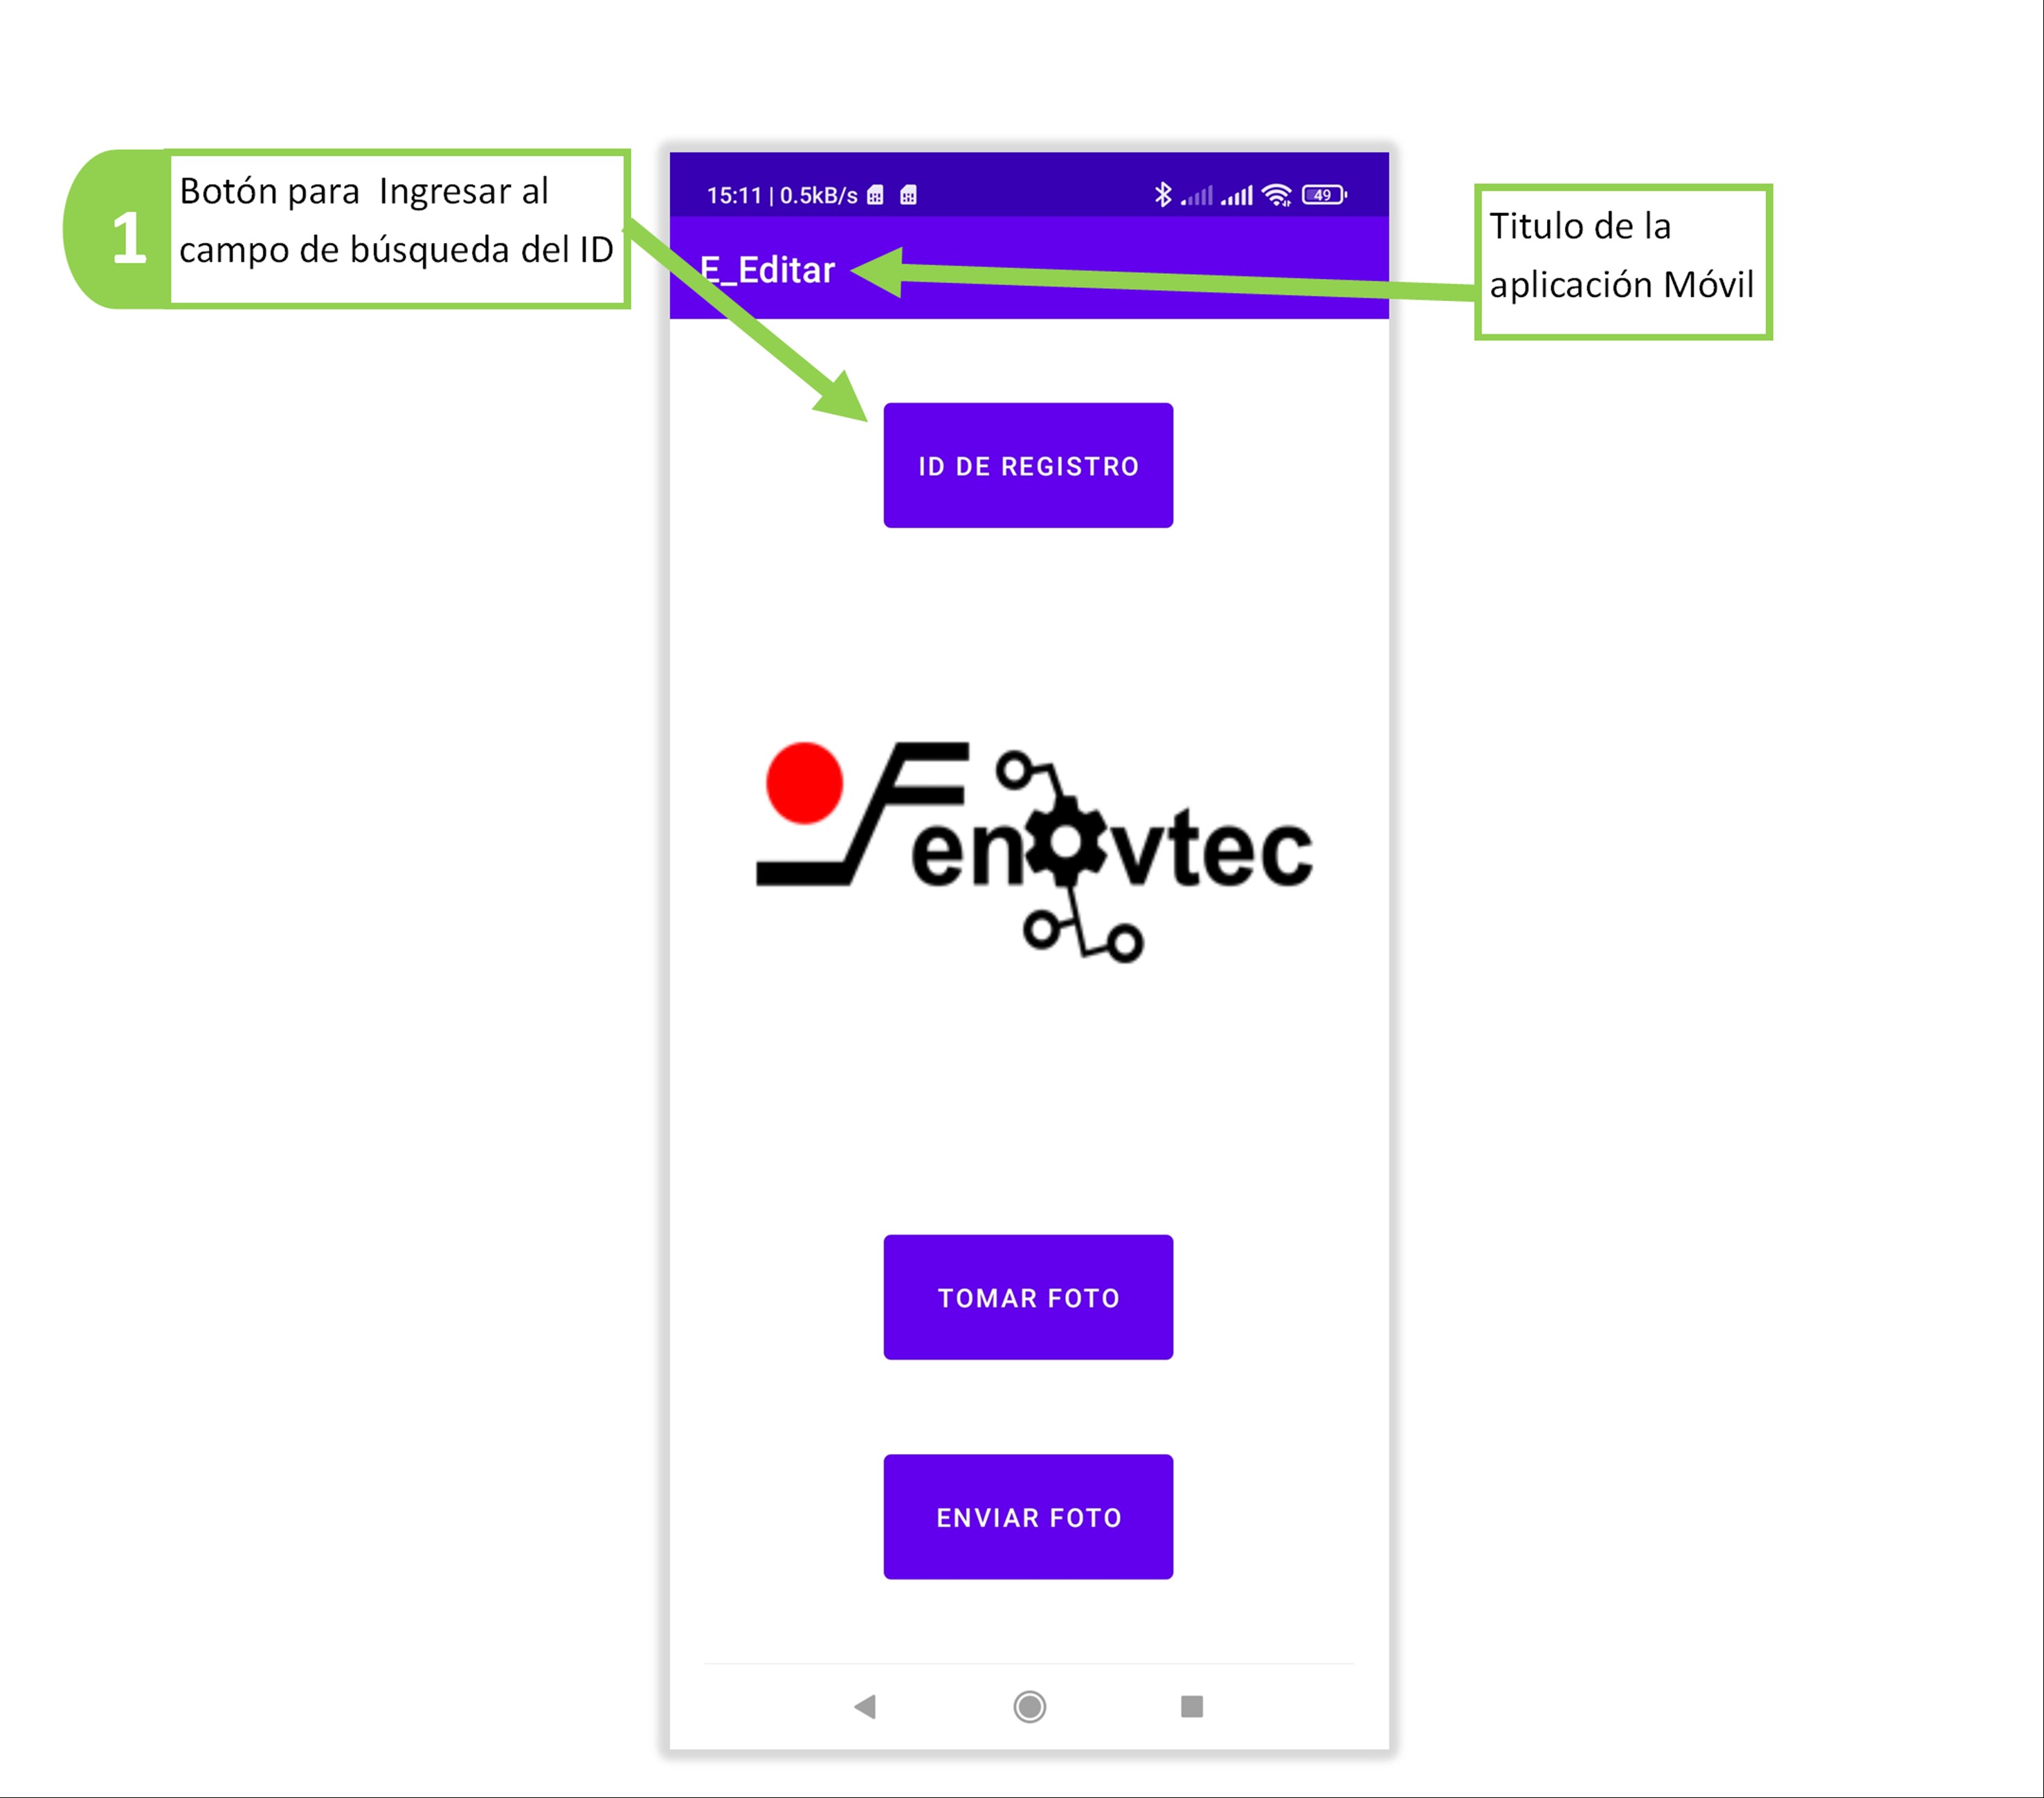 1
Botón para  Ingresar al
campo de búsqueda del ID
15:11 | 0.5kB/s
49
E_Editar
Titulo de la
aplicación Móvil
ID DE REGISTRO
Fenovtec
TOMAR FOTO
ENVIAR FOTO